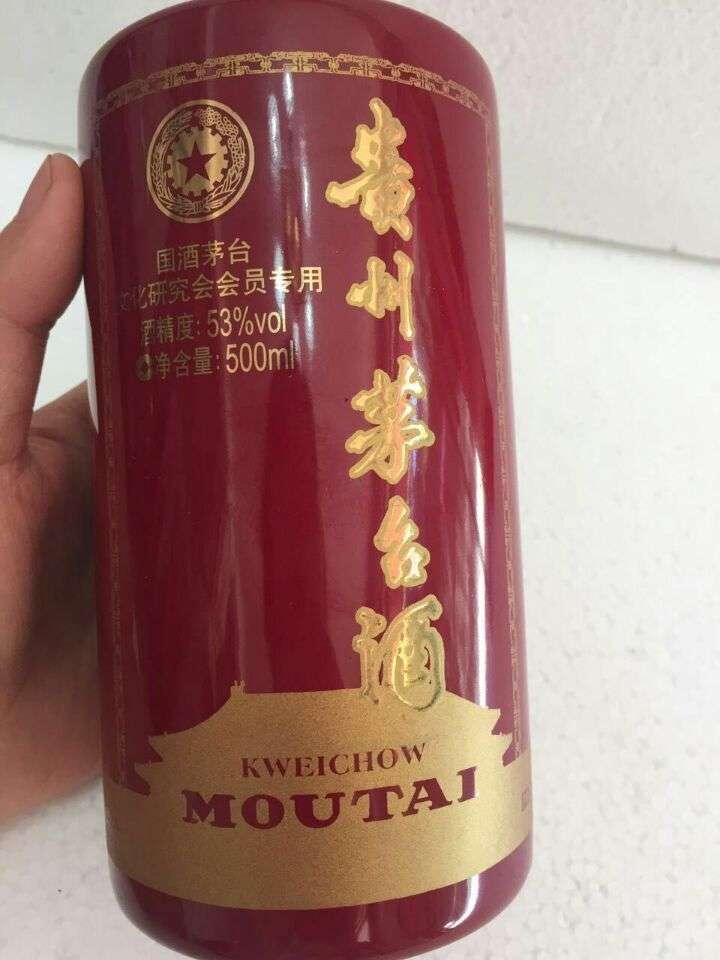 国酒茅台
文化研究会会员专用
酒精度: 53%vol
净含量: 500ml
贵州茅台酒
KWEICHOW
MOUTAI